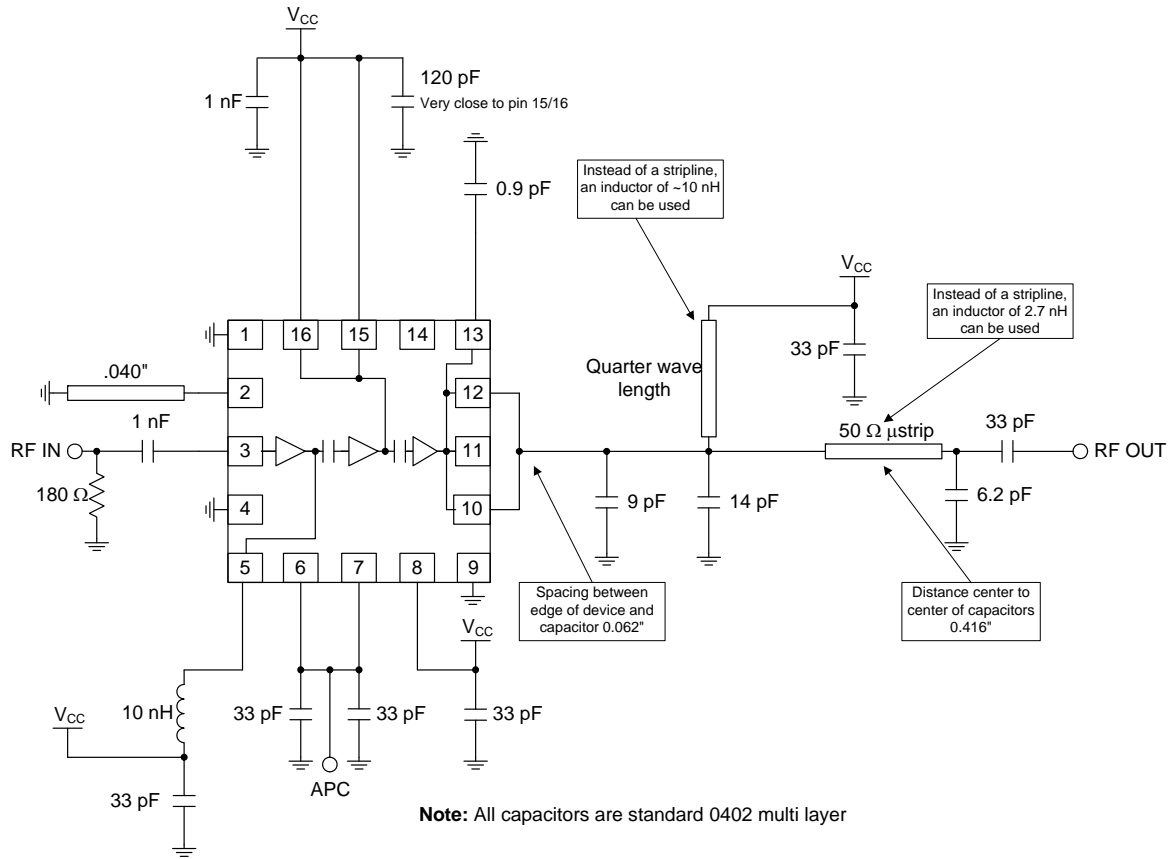 VCC
1 nF
120 pF
Very close to pin 15/16
0.9 pF
Instead of a stripline,
an inductor of ~10 nH
can be used
VCC
Instead of a stripline,
an inductor of 2.7 nH
can be used
33 pF
Quarter wave
length
1
16
15
14
13
.040"
2
12
1 nF
RF IN
3
11
50 Ω μstrip
33 pF
RF OUT
180 Ω
4
10
9 pF
14 pF
6.2 pF
5
6
7
8
9
Spacing between
edge of device and
capacitor 0.062"
Distance center to
center of capacitors
0.416"
VCC
10 nH
33 pF
33 pF
33 pF
VCC
33 pF
APC
Note: All capacitors are standard 0402 multi layer